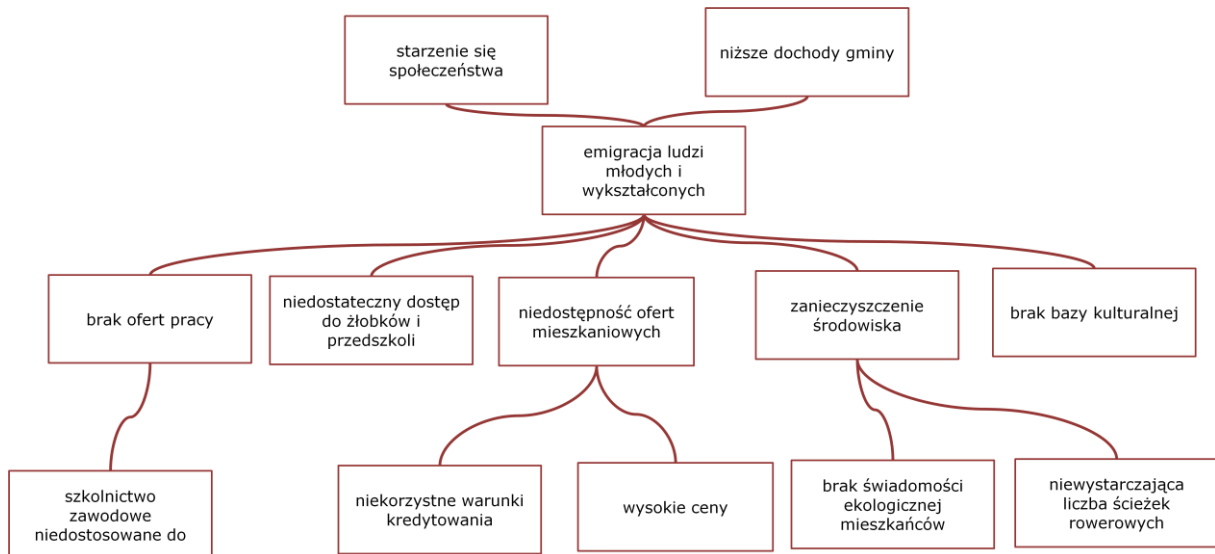 starzenie się
społeczeństwa
niższe dochody gminy
emigracja ludzi
młodych i
wykształconych
brak ofert pracy
niedostateczny dostęp
do żłobków i
przedszkoli
niedostępność ofert
mieszkaniowych
zanieczyszczenie
środowiska
brak bazy kulturalnej
szkolnictwo
zawodowe
niedostosowane do
niekorzystne warunki
kredytowania
wysokie ceny
brak świadomości
ekologicznej
mieszkańców
niewystarczająca
liczba ścieżek
rowerowych